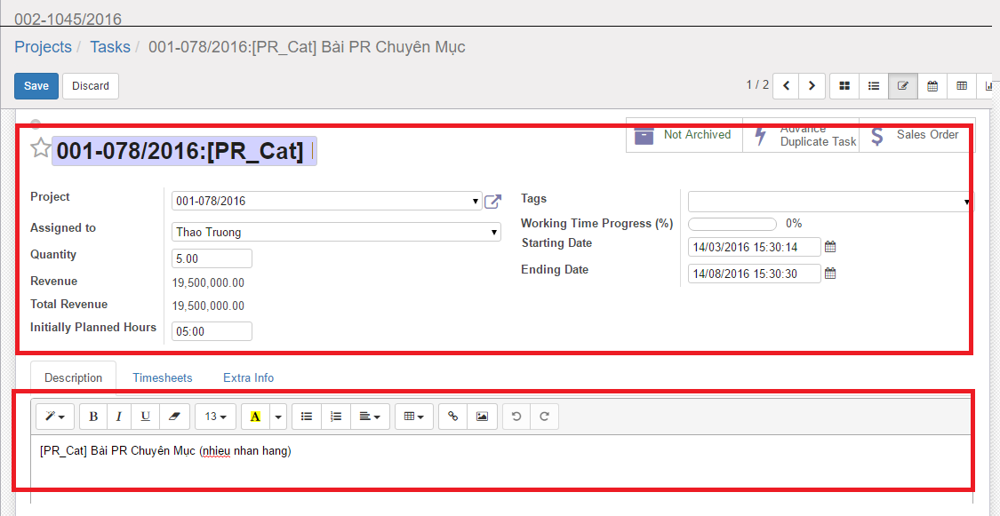 002-1045/2016
Projects / Tasks / 001-078/2016:[PR_Cat] Bài PR Chuyên Mục
Save Discard 1 / 2
Not Archived
Advance
Duplicate Task
Sales Order
001-078/2016:[PR_Cat]
Project 001-078/2016
Assigned to Thao Truong
Quantity 5.00
Revenue 19,500,000.00
Total Revenue 19,500,000.00
Initially Planned Hours 05:00
Tags
Working Time Progress (%) 0%
Starting Date 14/03/2016 15:30:14
Ending Date 14/08/2016 15:30:30
Description Timesheets Extra Info
B I U 13 A
[PR_Cat] Bài PR Chuyên Mục (nhieu nhan hang)